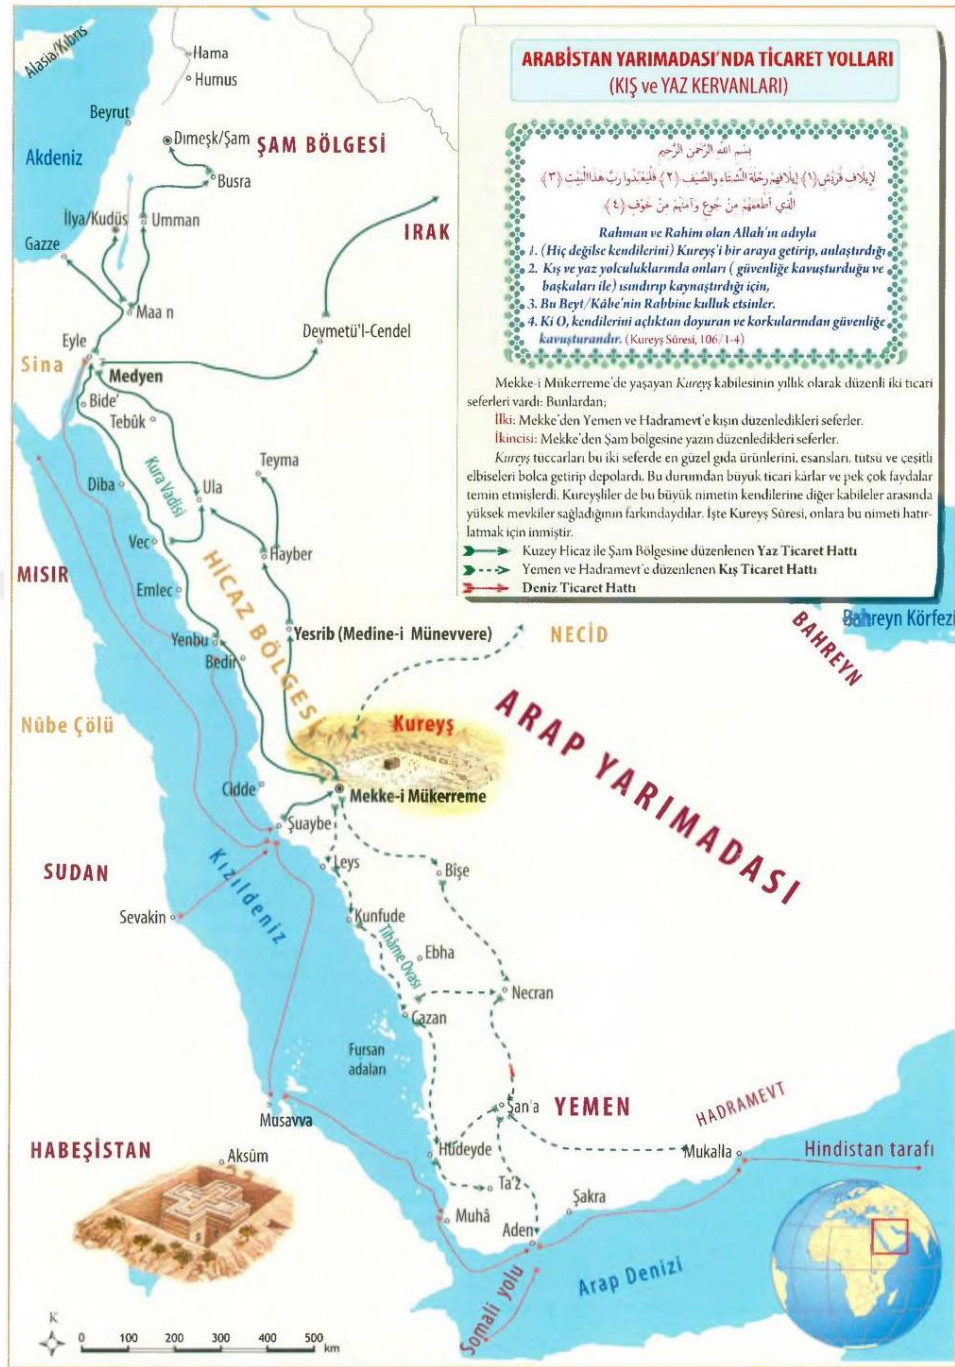 ARABİSTAN YARIMADASI'NDA TİCARET YOLLARI
(KIŞ ve YAZ KERVANLARI)
بِسْمِ اللهِ الرَّحْمٰنِ الرَّحِيمِ
لِإِيلَافِ قُرَيْشٍ ﴿١﴾ إِيلَافِهِمْ رِحْلَةَ الشِّتَاءِ وَالصَّيْفِ ﴿٢﴾ فَلْيَعْبُدُوا رَبَّ هَذَا الْبَيْتِ ﴿٣﴾
الَّذِي أَطْعَمَهُمْ مِنْ جُوعٍ وَآمَنَهُمْ مِنْ خَوْفٍ ﴿٤﴾
Rahman ve Rahim olan Allah'ın adıyla
1. (Hiç değilse kendilerini) Kureyş'i bir araya getirip, anlaştırdığı
2. Kış ve yaz yolculuklarında onları ( güvenliğe kavuşturduğu ve
başkaları ile) ısındırıp kaynaştırdığı için,
3. Bu Beyt/Kâbe'nin Rabbine kulluk etsinler.
4. Ki O, kendilerini açlıktan doyuran ve korkularından güvenliğe
kavuşturandır. (Kureyş Sûresi, 106/1-4)
Mekke-i Mükerreme'de yaşayan Kureyş kabilesinin yıllık olarak düzenli iki ticari
seferleri vardı: Bunlardan;
İlki: Mekke'den Yemen ve Hadramevt'e kışın düzenledikleri seferler.
İkincisi: Mekke'den Şam bölgesine yazın düzenledikleri seferler.
Kureyş tüccarları bu iki seferde en güzel gıda ürünlerini, esansları, tütsü ve çeşitli
elbiseleri bolca getirip depolardı. Bu durumdan büyük ticari kârlar ve pek çok faydalar
temin etmişlerdi. Kureyşliler de bu büyük nimetin kendilerine diğer kabileler arasında
yüksek mevkiler sağladığının farkındaydılar. İşte Kureyş Sûresi, onlara bu nimeti hatır-
latmak için inmiştir.
Kuzey Hicaz ile Şam Bölgesine düzenlenen Yaz Ticaret Hattı
Yemen ve Hadramevt'e düzenlenen Kış Ticaret Hattı
Deniz Ticaret Hattı
Alasia/Kıbrıs
Hama
Humus
Beyrut
Akdeniz
Dımeşk/Şam
ŞAM BÖLGESİ
Busra
İlya/Kudüs
Umman
IRAK
Gazze
Maa n
Deymetü'l-Cendel
Eyle
Sina
Medyen
Bide'
Tebûk
Teyma
Kura Vadisi
Diba
Ula
Vec
Hayber
MISIR
Emlec
HİCAZ BÖLGESİ
Yesrib (Medine-i Münevvere)
NECİD
BAHREYN
Bahreyn Körfezi
Yenbu
Bedir
ARAP YARIMADASI
Nûbe Çölü
Kureyş
Cidde
Mekke-i Mükerreme
Şuaybe
Leys
Bîşe
SUDAN
Kızıldeniz
Sevakin
Kunfude
Tihâme Ovası
Ebha
Necran
Cazan
Fursan
adaları
Musavva
San'a
YEMEN
HADRAMEVT
HABEŞİSTAN
Aksûm
Hudeyde
Mukalla
Hindistan tarafı
Ta'z
Şakra
Muhâ
Aden
Somali yolu
Arap Denizi
K
0 100 200 300 400 500
km